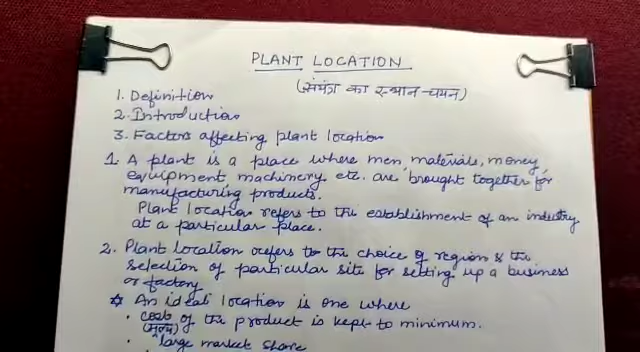 PLANT LOCATION
(संयंत्र का स्थान-चयन)
1. Definition
2. Introduction
3. Factors affecting plant location
1. A plant is a place where men, materials, money,
equipment, machinery etc. are brought together for
manufacturing products.
Plant location refers to the establishment of an industry
at a particular place.
2. Plant location refers to the choice of region & the
selection of particular site for setting up a business
or factory
☆ An ideal location is one where
• cost of the product is kept to minimum.
(मूल्य)
• large market share